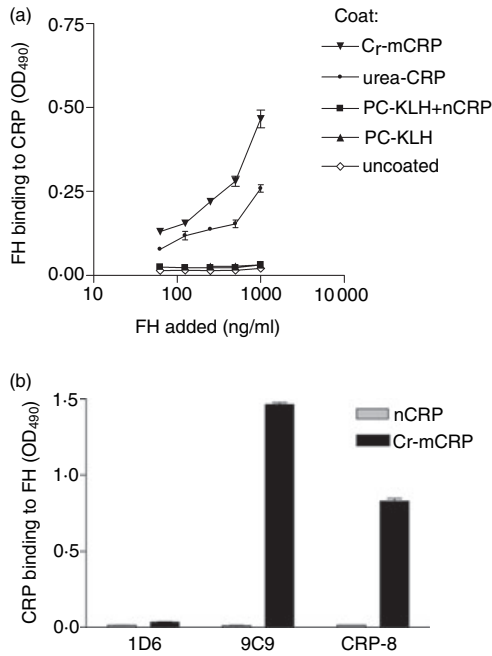 (a)
Coat:
Cr-mCRP
urea-CRP
PC-KLH+nCRP
PC-KLH
uncoated
FH binding to CRP (OD490)
0·75
0·50
0·25
0·00
10 100 1000 10 000
FH added (ng/ml)
(b)
CRP binding to FH (OD490)
1·5
1·0
0·5
0·0
nCRP
Cr-mCRP
1D6 9C9 CRP-8